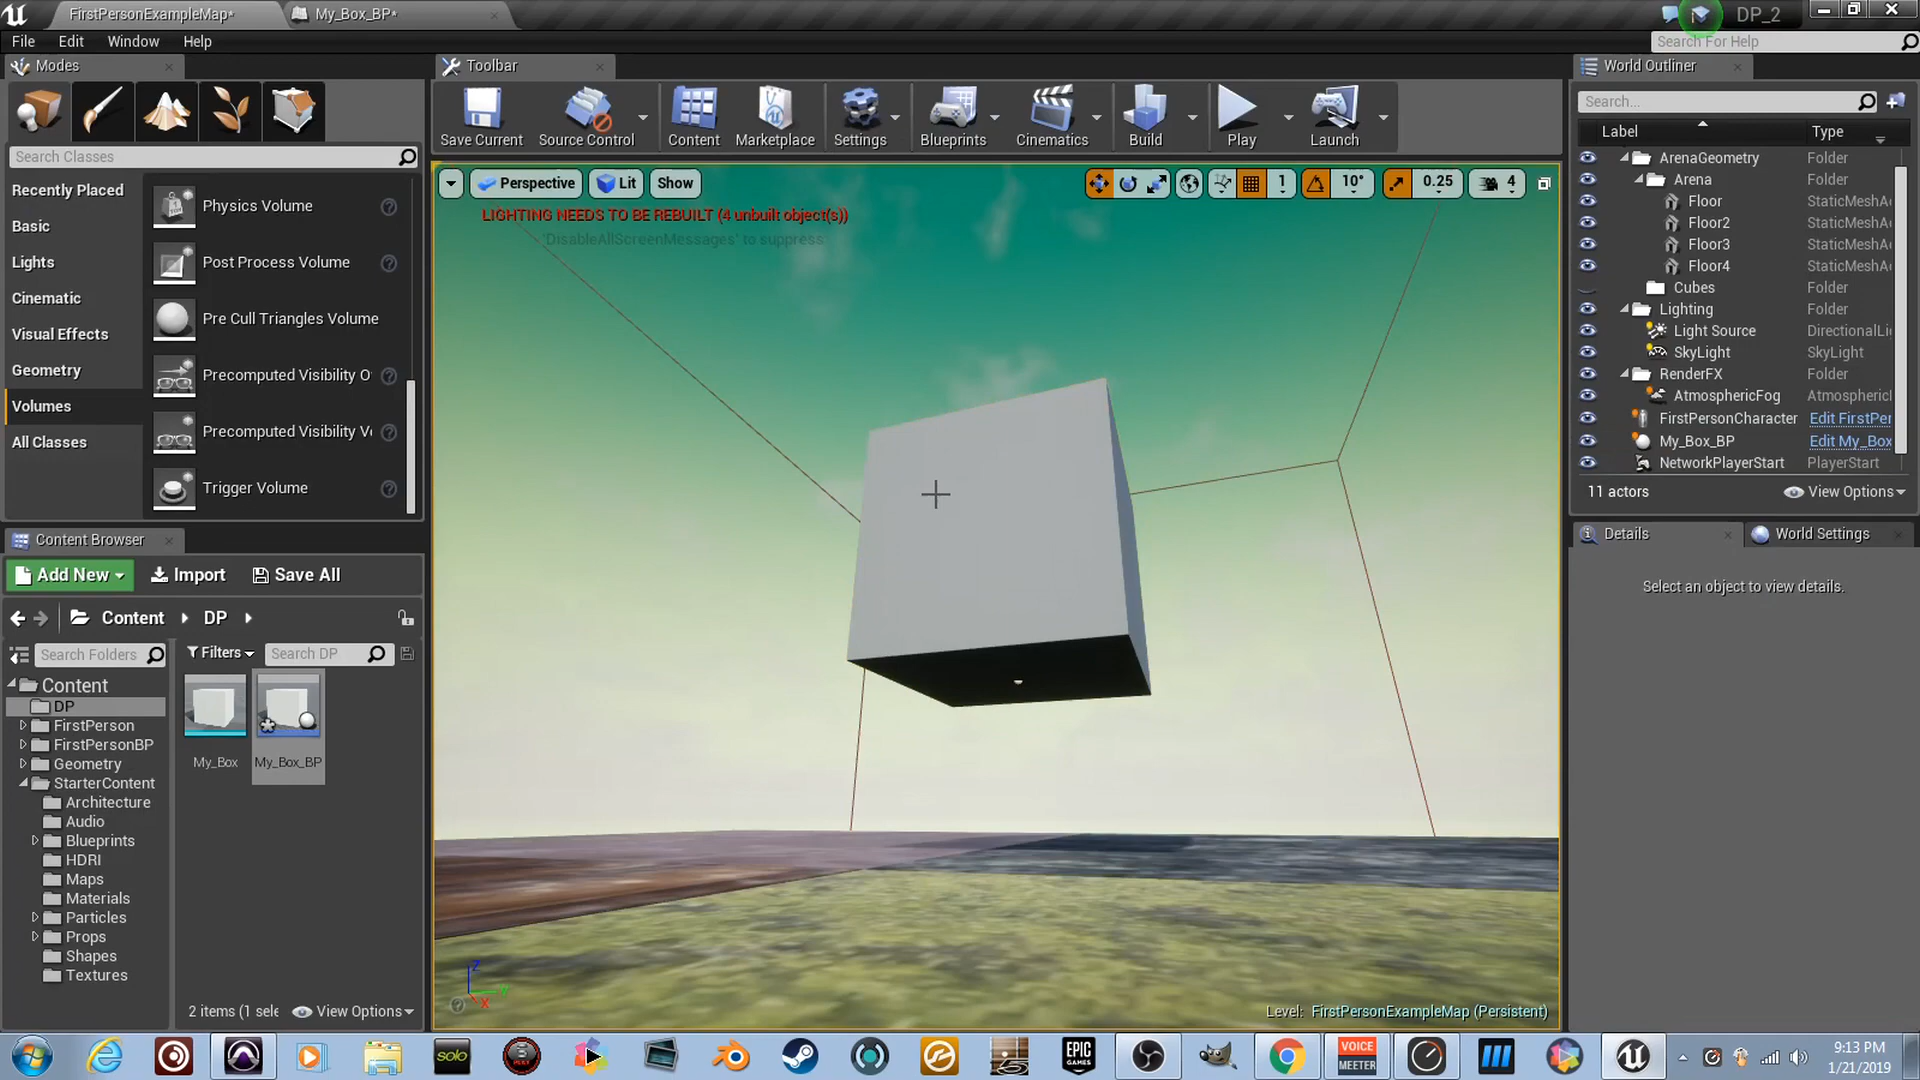 FirstPersonExampleMap*
My_Box_BP*
DP_2
File
Edit
Window
Help
Search For Help
Modes
Toolbar
World Outliner
Save Current
Source Control
Content
Marketplace
Settings
Blueprints
Cinematics
Build
Play
Launch
Search Classes
Recently Placed
Basic
Lights
Cinematic
Visual Effects
Geometry
Volumes
All Classes
Physics Volume
Post Process Volume
Pre Cull Triangles Volume
Precomputed Visibility O
Precomputed Visibility Vo
Trigger Volume
Perspective
Lit
Show
1
10°
0.25
4
LIGHTING NEEDS TO BE REBUILT (4 unbuilt object(s))
'DisableAllScreenMessages' to suppress
Level: FirstPersonExampleMap (Persistent)
Z
Y
X
Search...
Label
Type
ArenaGeometry Folder
Arena Folder
Floor StaticMeshAc
Floor2 StaticMeshAc
Floor3 StaticMeshAc
Floor4 StaticMeshAc
Cubes Folder
Lighting Folder
Light Source DirectionalLi
SkyLight SkyLight
RenderFX Folder
AtmosphericFog Atmospheric
FirstPersonCharacter Edit FirstPer
My_Box_BP Edit My_Box
NetworkPlayerStart PlayerStart
11 actors
View Options
Details
World Settings
Select an object to view details.
Content Browser
Add New
Import
Save All
Content
DP
Search Folders
Filters
Search DP
Content
DP
FirstPerson
FirstPersonBP
Geometry
StarterContent
Architecture
Audio
Blueprints
HDRI
Maps
Materials
Particles
Props
Shapes
Textures
My_Box
My_Box_BP
2 items (1 sele
View Options
solo
EPIC
GAMES
VOICE
MEETER
9:13 PM
1/21/2019